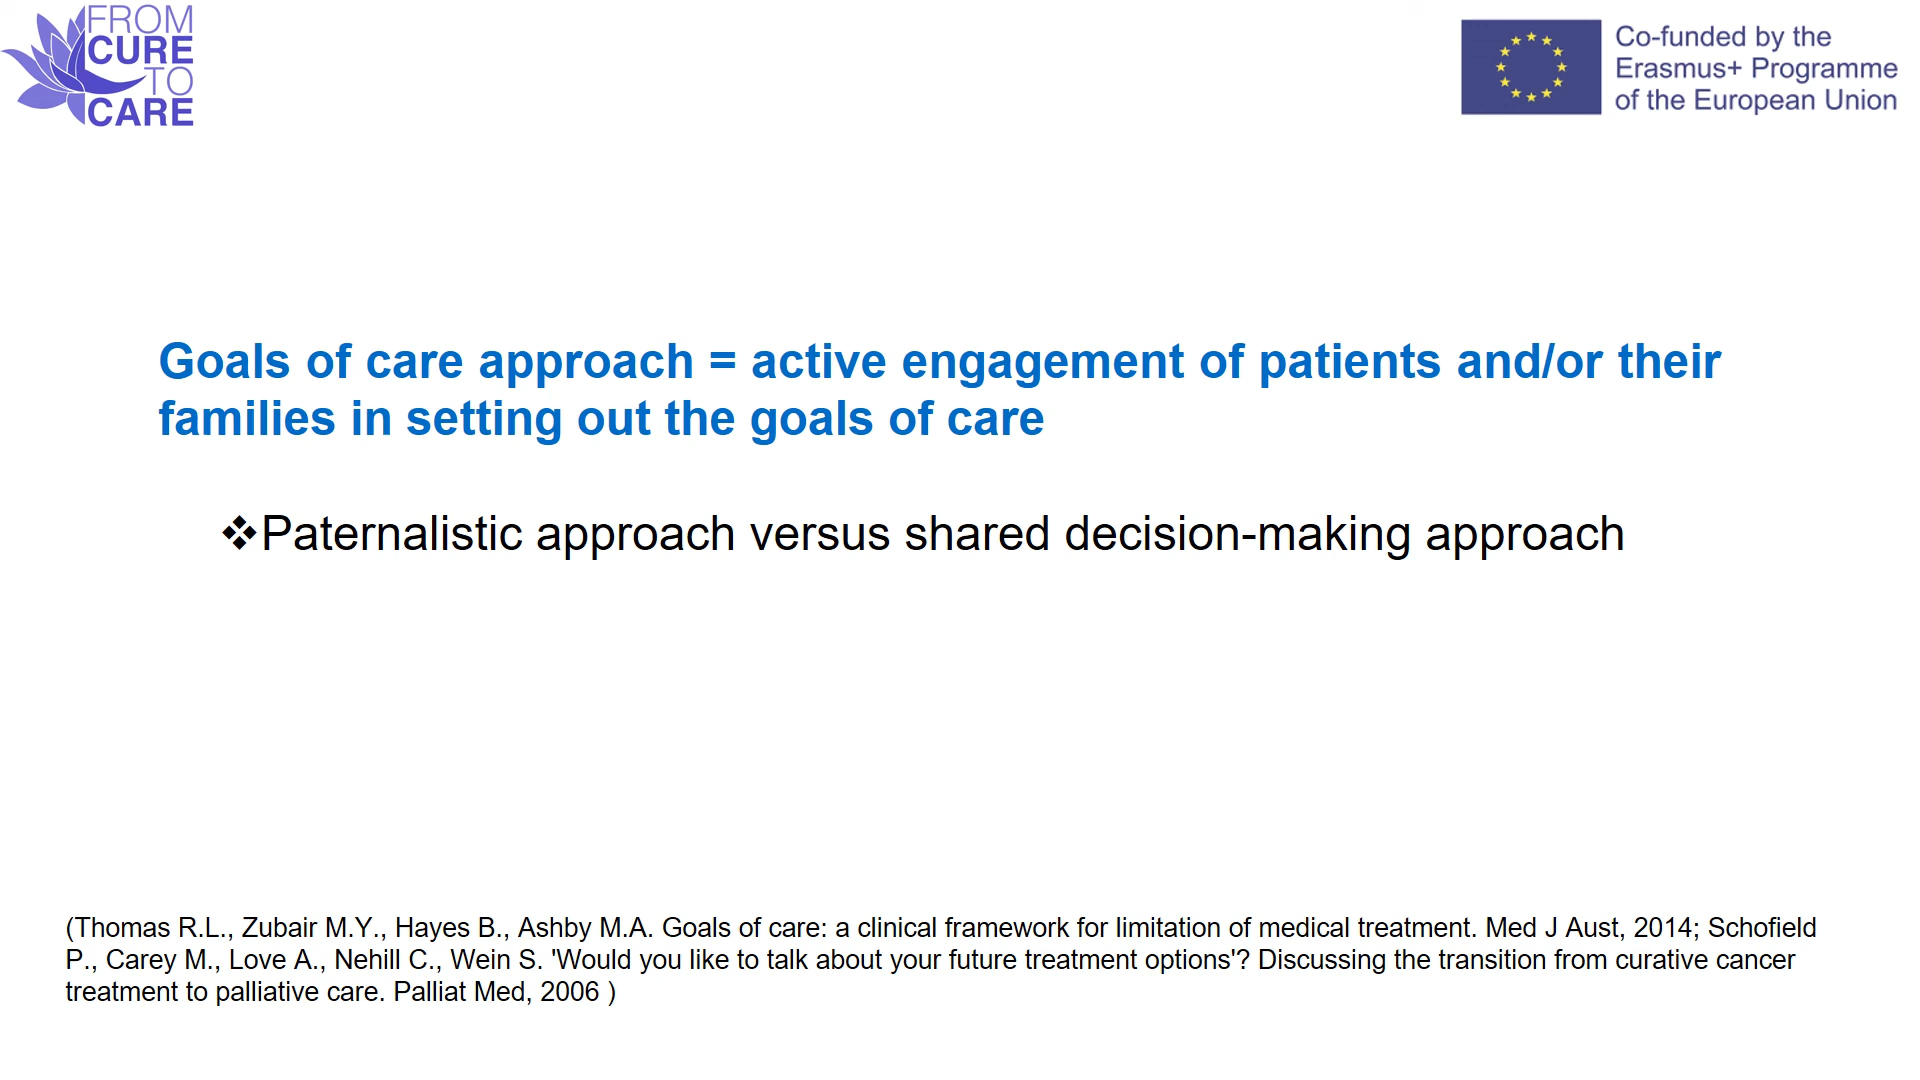 FROM
CURE
TO
CARE
Co-funded by the
Erasmus+ Programme
of the European Union
Goals of care approach = active engagement of patients and/or their
families in setting out the goals of care
❖Paternalistic approach versus shared decision-making approach
(Thomas R.L., Zubair M.Y., Hayes B., Ashby M.A. Goals of care: a clinical framework for limitation of medical treatment. Med J Aust, 2014; Schofield
P., Carey M., Love A., Nehill C., Wein S. 'Would you like to talk about your future treatment options'? Discussing the transition from curative cancer
treatment to palliative care. Palliat Med, 2006 )